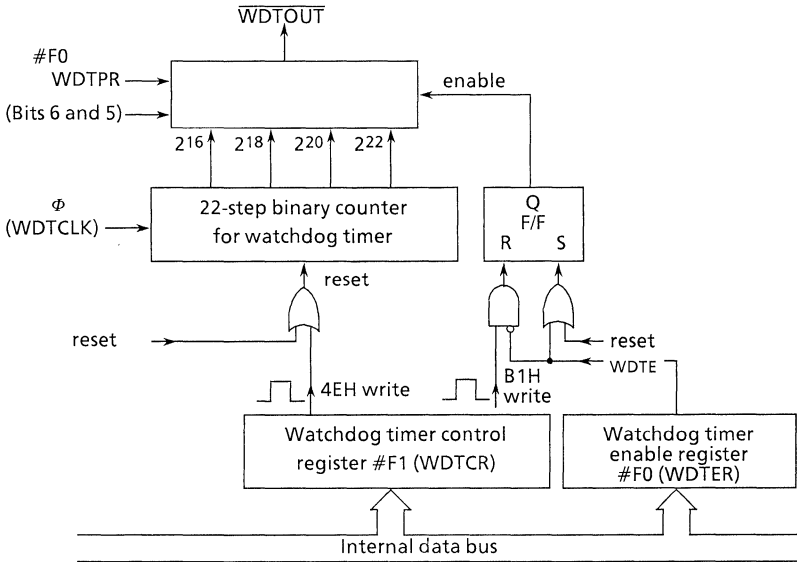 WDTOUT
#F0
WDTPR
(Bits 6 and 5)
enable
2^16 2^18 2^20 2^22
Φ
(WDTCLK)
22-step binary counter
for watchdog timer
Q
F/F
R S
reset
reset
reset
WDTE
4EH write
B1H
write
Watchdog timer control
register #F1 (WDTCR)
Watchdog timer
enable register
#F0 (WDTER)
Internal data bus